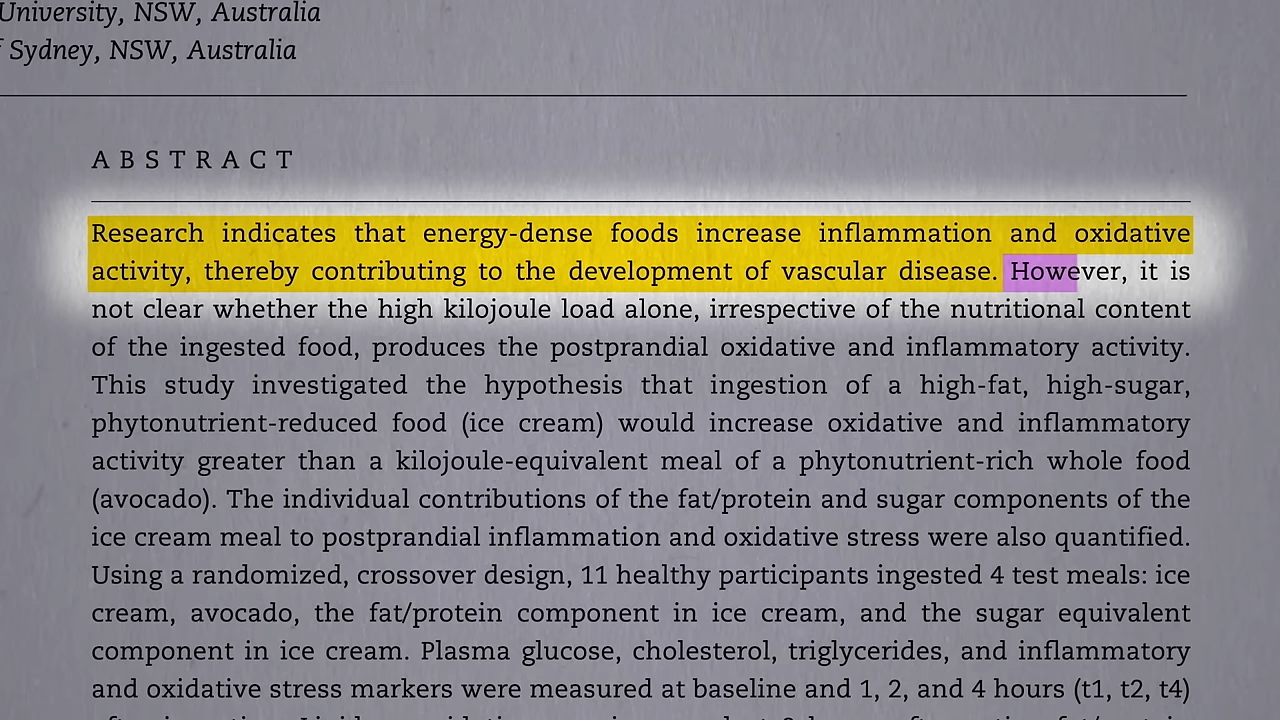 University, NSW, Australia
f Sydney, NSW, Australia
ABSTRACT
Research indicates that energy-dense foods increase inflammation and oxidative
activity, thereby contributing to the development of vascular disease. However, it is
not clear whether the high kilojoule load alone, irrespective of the nutritional content
of the ingested food, produces the postprandial oxidative and inflammatory activity.
This study investigated the hypothesis that ingestion of a high-fat, high-sugar,
phytonutrient-reduced food (ice cream) would increase oxidative and inflammatory
activity greater than a kilojoule-equivalent meal of a phytonutrient-rich whole food
(avocado). The individual contributions of the fat/protein and sugar components of the
ice cream meal to postprandial inflammation and oxidative stress were also quantified.
Using a randomized, crossover design, 11 healthy participants ingested 4 test meals: ice
cream, avocado, the fat/protein component in ice cream, and the sugar equivalent
component in ice cream. Plasma glucose, cholesterol, triglycerides, and inflammatory
and oxidative stress markers were measured at baseline and 1, 2, and 4 hours (t1, t2, t4)